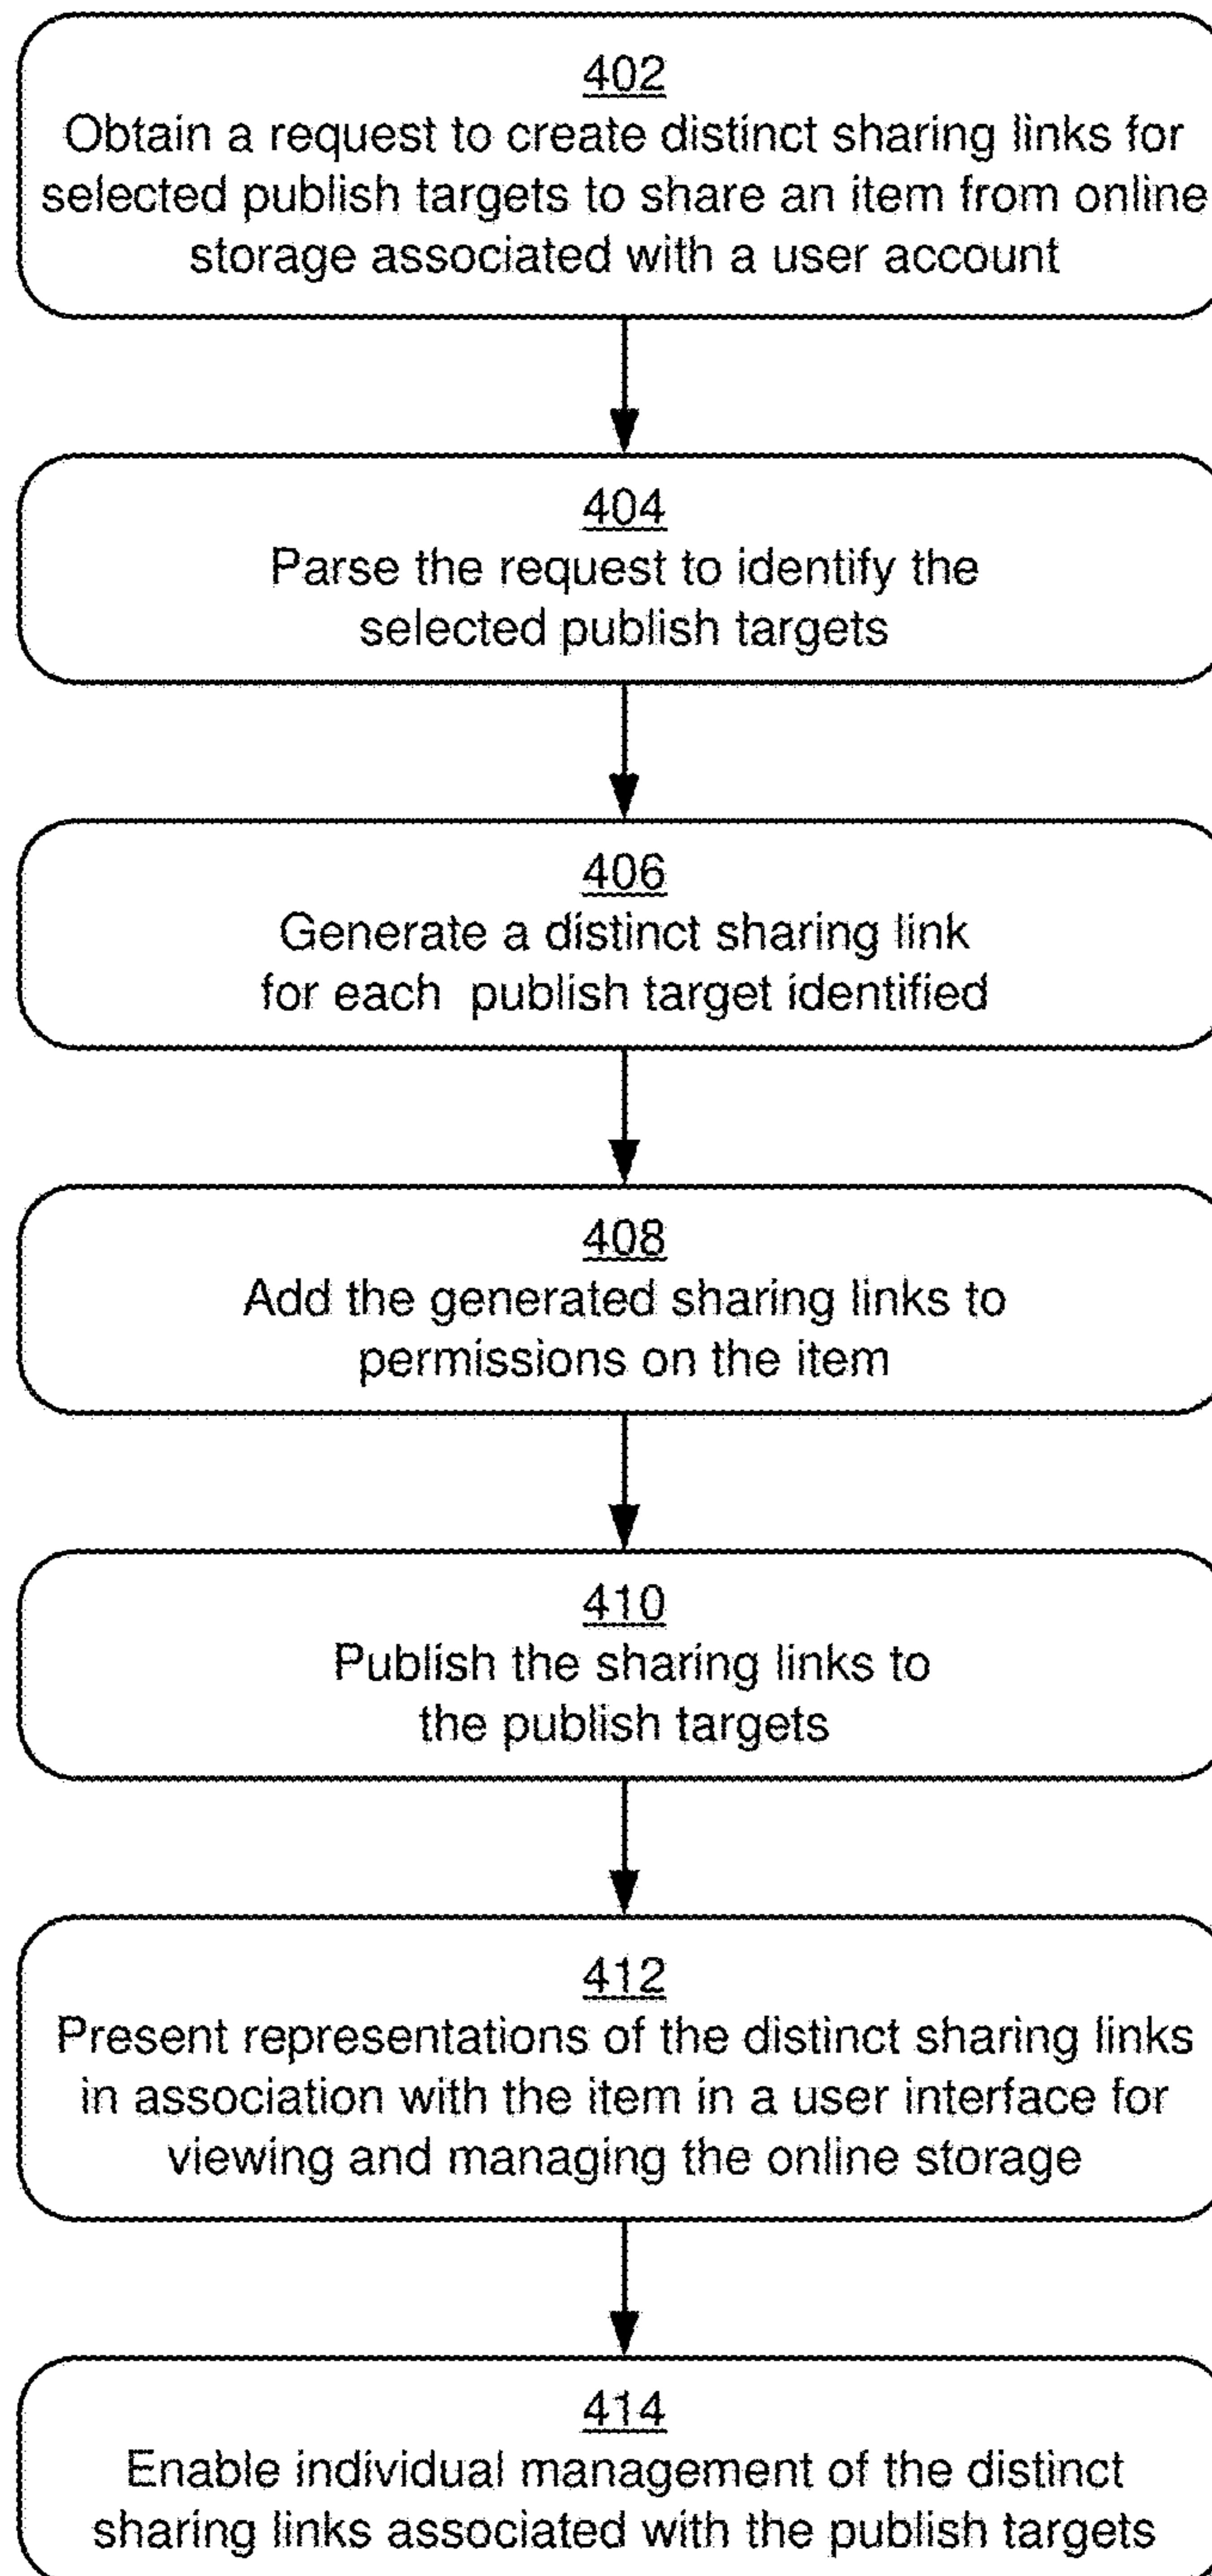 402
Obtain a request to create distinct sharing links for
selected publish targets to share an item from online
storage associated with a user account
404
Parse the request to identify the
selected publish targets
406
Generate a distinct sharing link
for each publish target identified
408
Add the generated sharing links to
permissions on the item
410
Publish the sharing links to
the publish targets
412
Present representations of the distinct sharing links
in association with the item in a user interface for
viewing and managing the online storage
414
Enable individual management of the distinct
sharing links associated with the publish targets